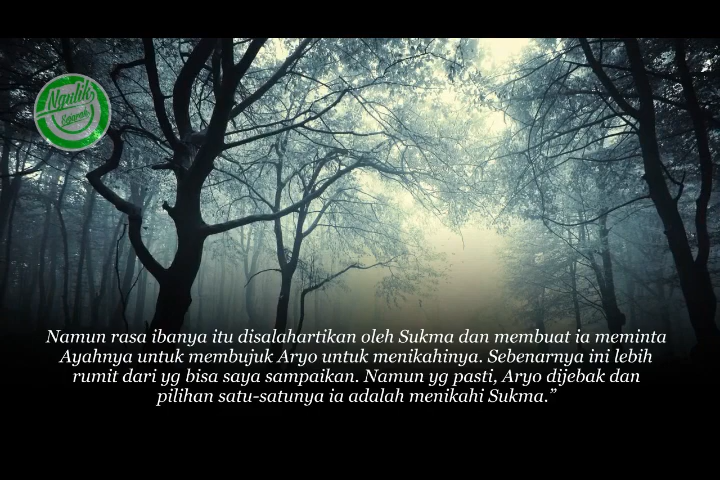 Ngulik
Sejarah
Namun rasa ibanya itu disalahartikan oleh Sukma dan membuat ia meminta
Ayahnya untuk membujuk Aryo untuk menikahinya. Sebenarnya ini lebih
rumit dari yg bisa saya sampaikan. Namun yg pasti, Aryo dijebak dan
pilihan satu-satunya ia adalah menikahi Sukma.”